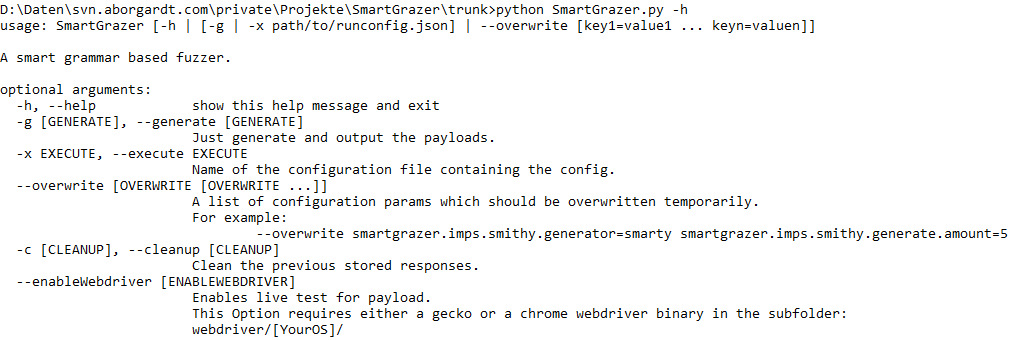 D:\Daten\svn.aborgardt.com\private\Projekte\SmartGrazer\trunk>python SmartGrazer.py -h
usage: SmartGrazer [-h | [-g | -x path/to/runconfig.json] | --overwrite [key1=value1 ... keyn=valuen]]
A smart grammar based fuzzer.
optional arguments:
-h, --help show this help message and exit
-g [GENERATE], --generate [GENERATE]
Just generate and output the payloads.
-x EXECUTE, --execute EXECUTE
Name of the configuration file containing the config.
--overwrite [OVERWRITE [OVERWRITE ...]]
A list of configuration params which should be overwritten temporarily.
For example:
--overwrite smartgrazer.imps.smithy.generator=smarty smartgrazer.imps.smithy.generate.amount=5
-c [CLEANUP], --cleanup [CLEANUP]
Clean the previous stored responses.
--enableWebdriver [ENABLEWEBDRIVER]
Enables live test for payload.
This Option requires either a gecko or a chrome webdriver binary in the subfolder:
webdriver/[YourOS]/